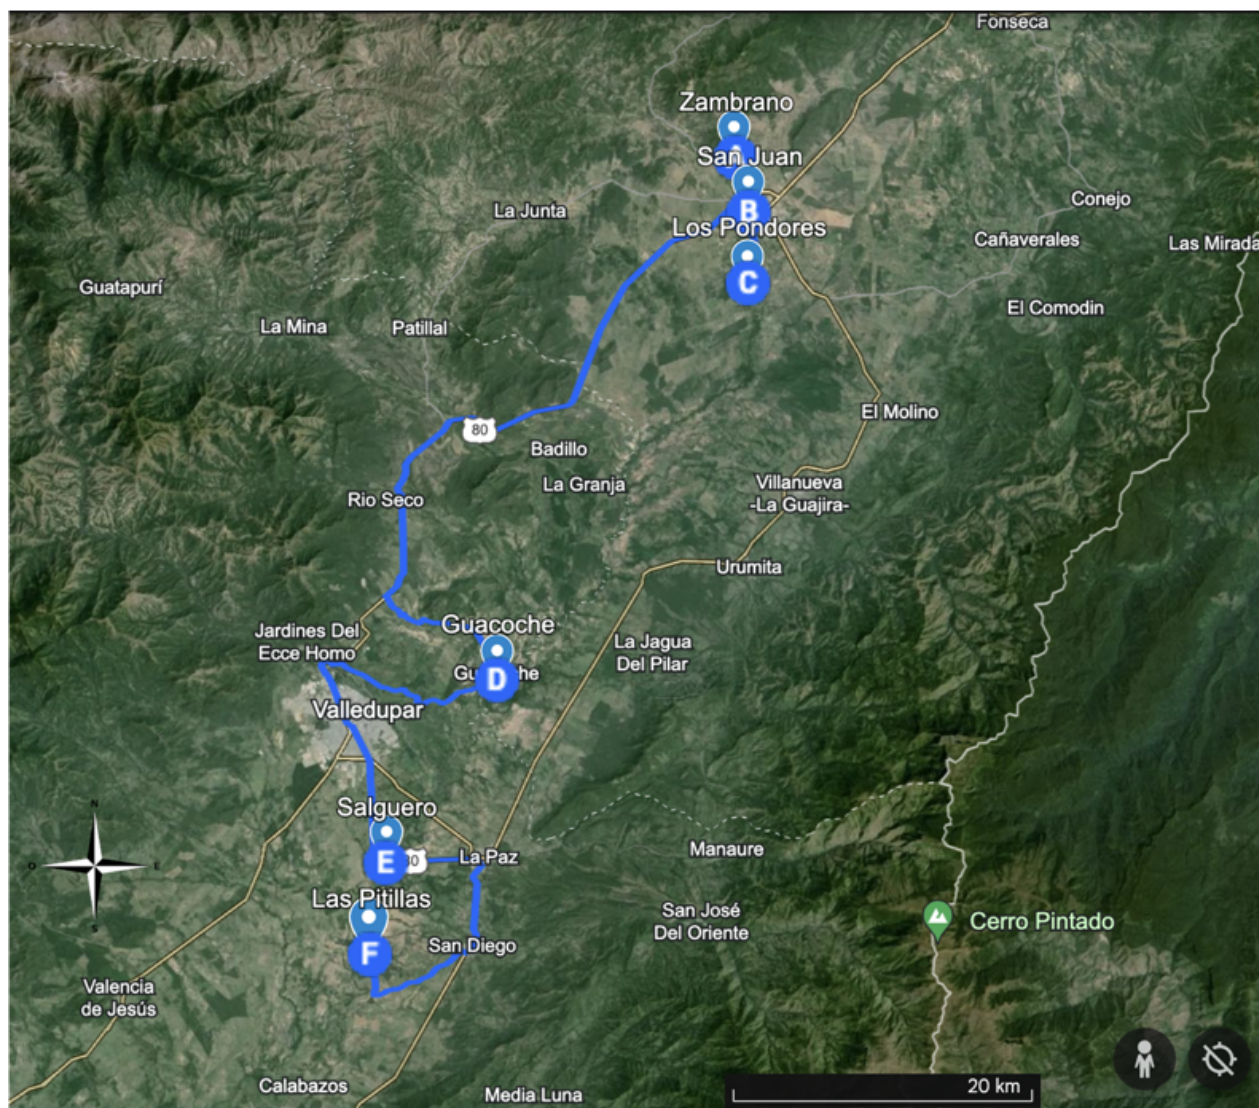 Fonseca
Zambrano
A
San Juan
B
La Junta
Conejo
Los Pondores
Cañaverales
Las Mirada
C
Guatapurí
El Comodin
La Mina
Patillal
El Molino
80
Badillo
La Granja
Villanueva
-La Guajira-
Rio Seco
Urumita
Guacoche
Jardines Del
Ecce Homo
La Jagua
Del Pilar
D
Valledupar
N
Salguero
O
E
E
La Paz
Manaure
Las Pitillas
S
San José
Del Oriente
Cerro Pintado
San Diego
F
Valencia
de Jesús
Calabazos
Media Luna
20 km